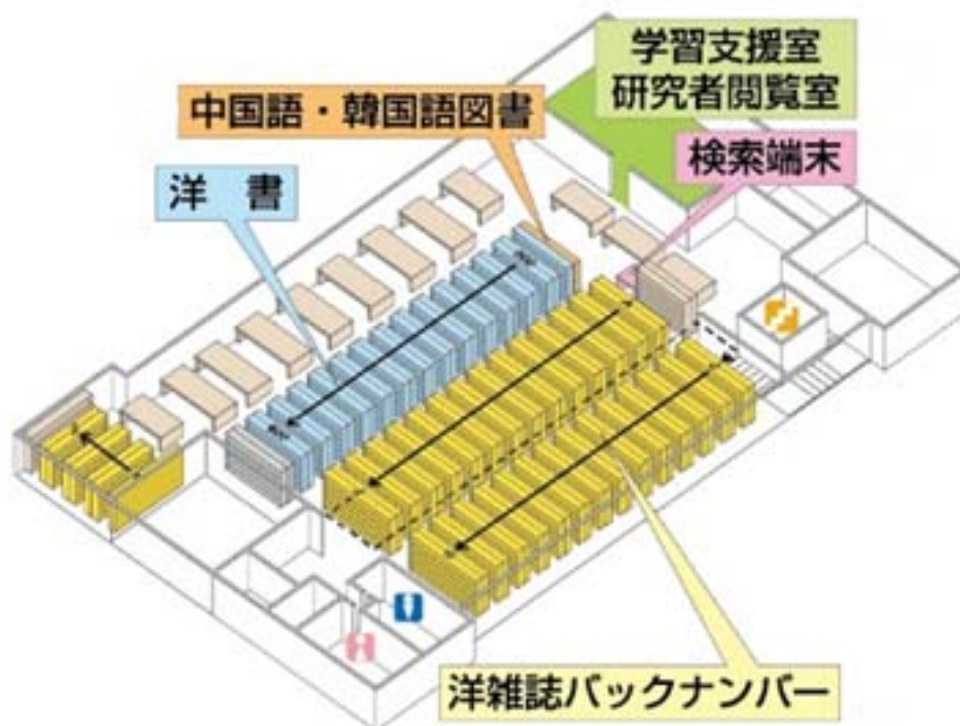 学習支援室
研究者閲覧室
中国語・韓国語図書
検索端末
洋 書
洋雑誌バックナンバー